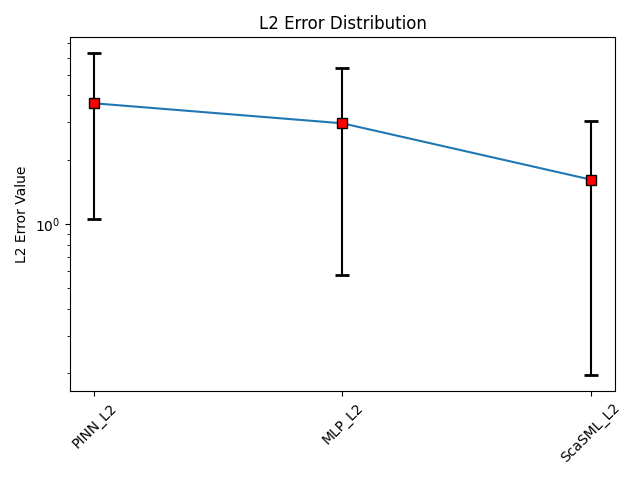 L2 Error Distribution
L2 Error Value
10⁰
PINN_L2
MLP_L2
ScaSML_L2